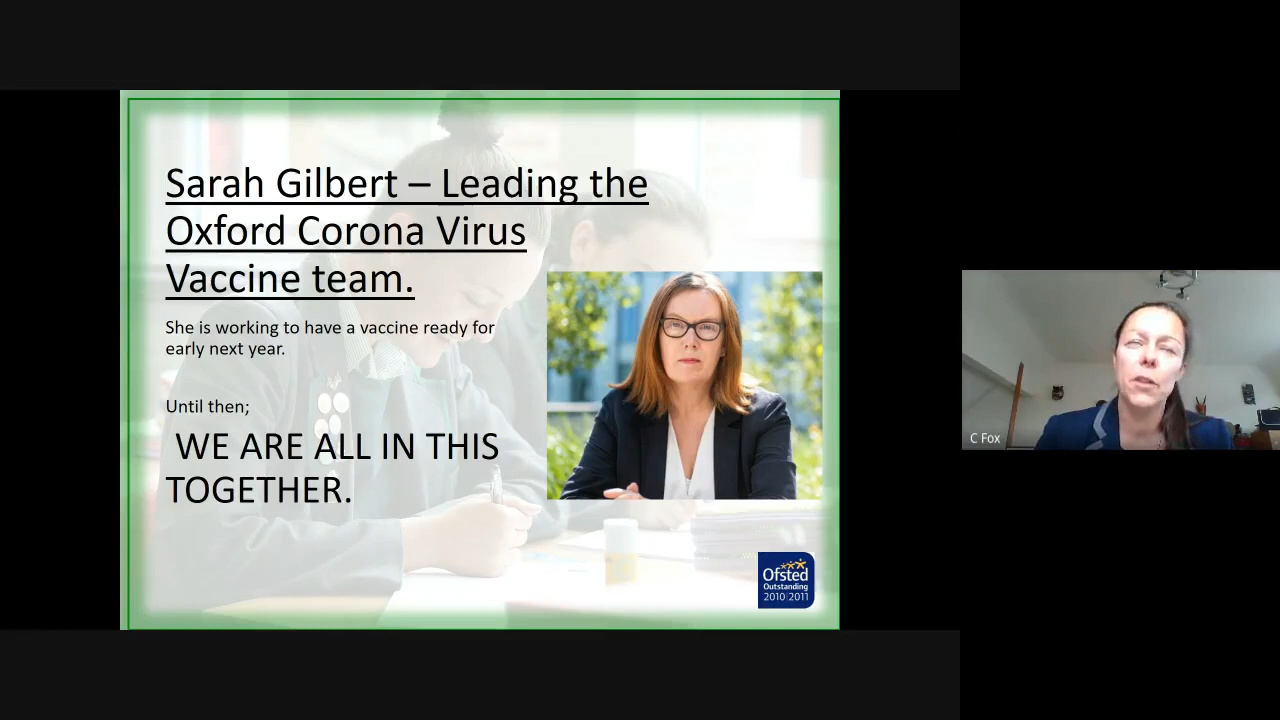 Sarah Gilbert – Leading the
Oxford Corona Virus
Vaccine team.
She is working to have a vaccine ready for
early next year.
Until then;
WE ARE ALL IN THIS
TOGETHER.
Ofsted
Outstanding
2010|2011
C Fox